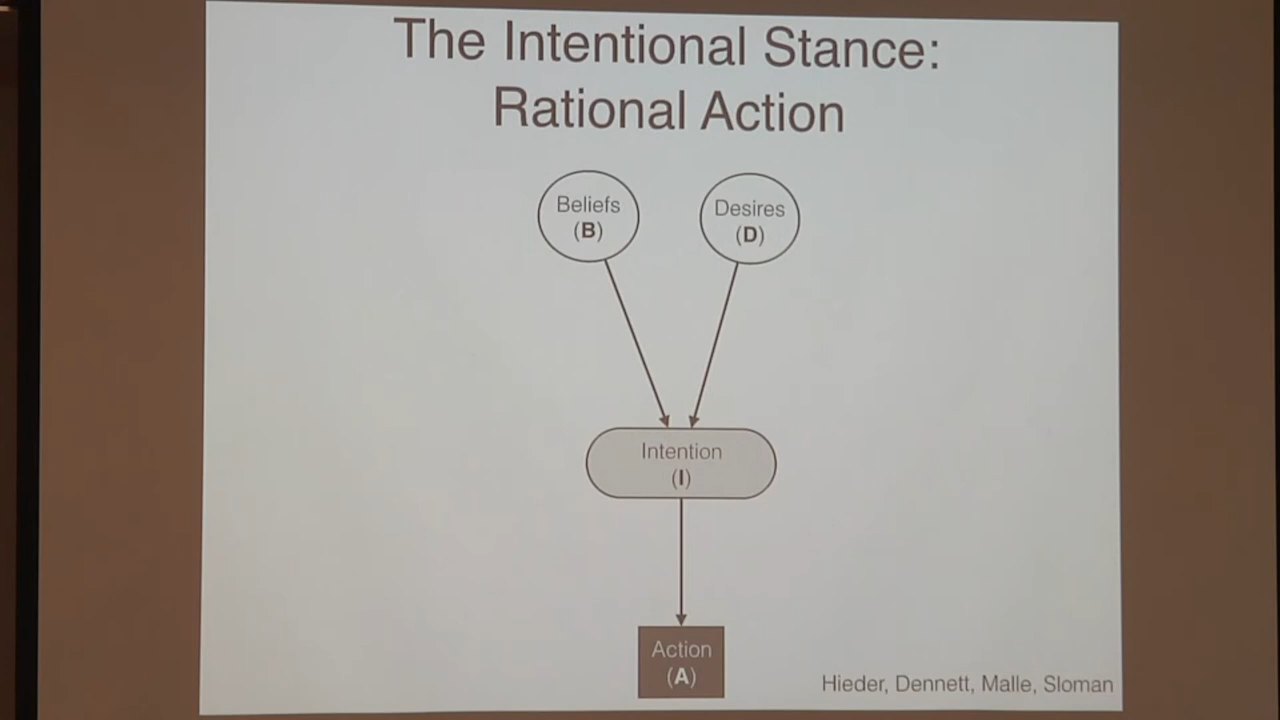 The Intentional Stance:
Rational Action
Beliefs
(B)
Desires
(D)
Intention
(I)
Action
(A)
Hieder, Dennett, Malle, Sloman